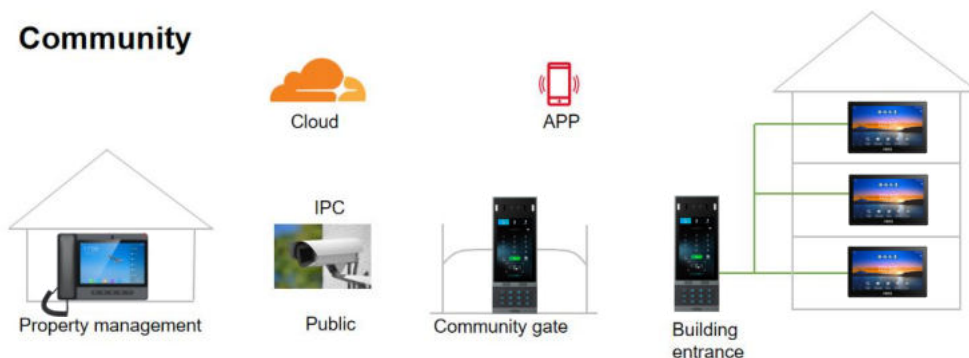 Community
Cloud
APP
IPC
Property management
Public
Community gate
Building
entrance